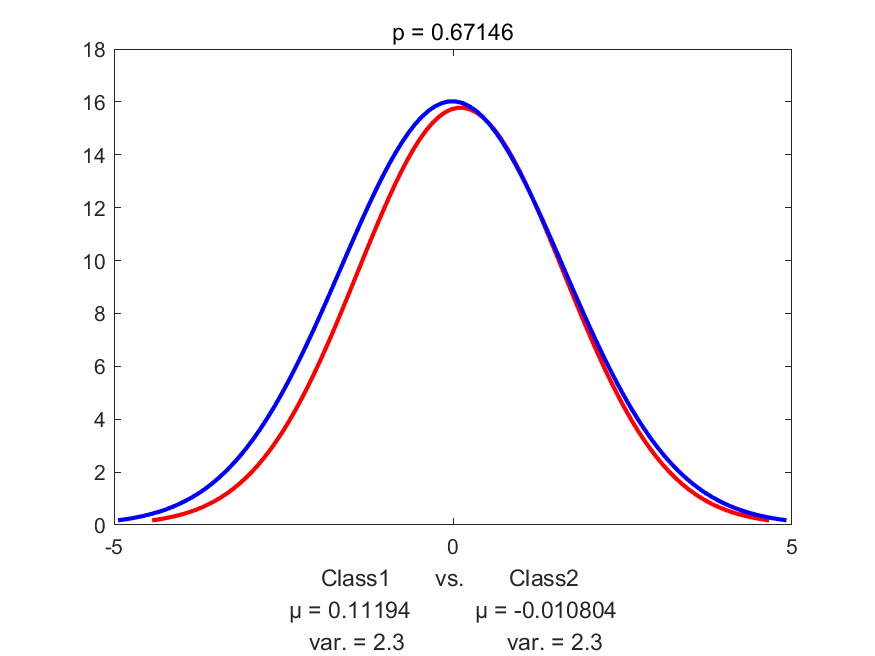 p = 0.67146
18
16
14
12
10
8
6
4
2
0
-5 0 5
Class1 vs. Class2
μ = 0.11194 μ = -0.010804
var. = 2.3 var. = 2.3